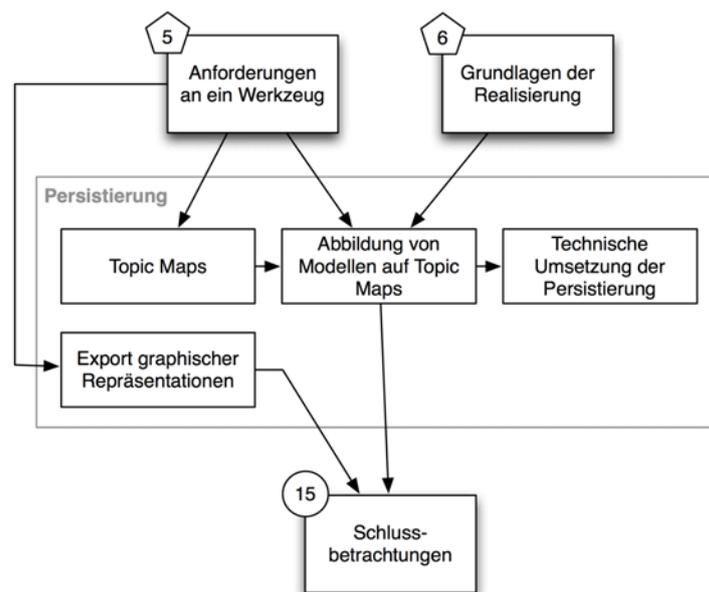 5
Anforderungen
an ein Werkzeug
6
Grundlagen der
Realisierung
Persistierung
Topic Maps
Abbildung von
Modellen auf Topic
Maps
Technische
Umsetzung der
Persistierung
Export graphischer
Repräsentationen
15
Schluss-
betrachtungen